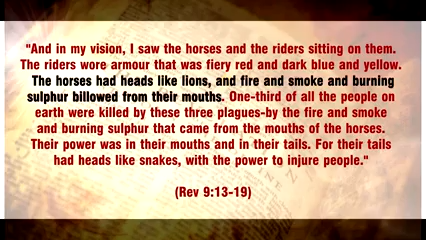 "And in my vision, I saw the horses and the riders sitting on them.
The riders wore armour that was fiery red and dark blue and yellow.
The horses had heads like lions, and fire and smoke and burning
sulphur billowed from their mouths. One-third of all the people on
earth were killed by these three plagues-by the fire and smoke
and burning sulphur that came from the mouths of the horses.
Their power was in their mouths and in their tails. For their tails
had heads like snakes, with the power to injure people."
(Rev 9:13-19)